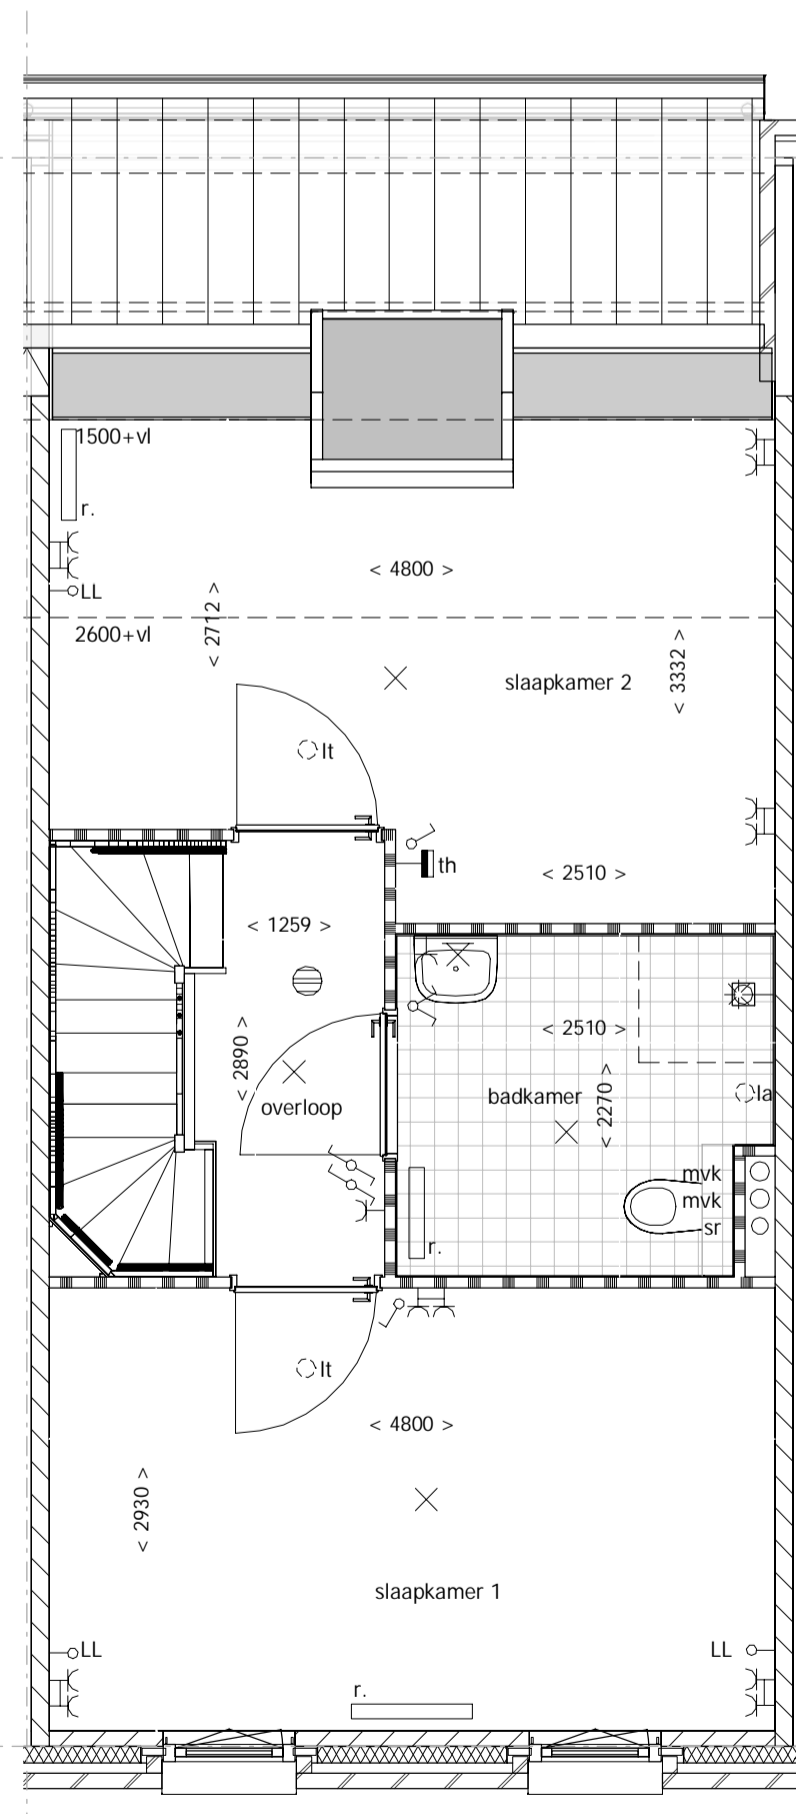 1500+vl
r.
< 4800 >
LL
< 2712 >
2600+vl
< 3332 >
slaapkamer 2
lt
th
< 2510 >
< 1259 >
< 2510 >
< 2890 >
badkamer
la
overloop
< 2270 >
mvk
mvk
sr
r.
lt
< 4800 >
< 2930 >
slaapkamer 1
LL
LL
r.